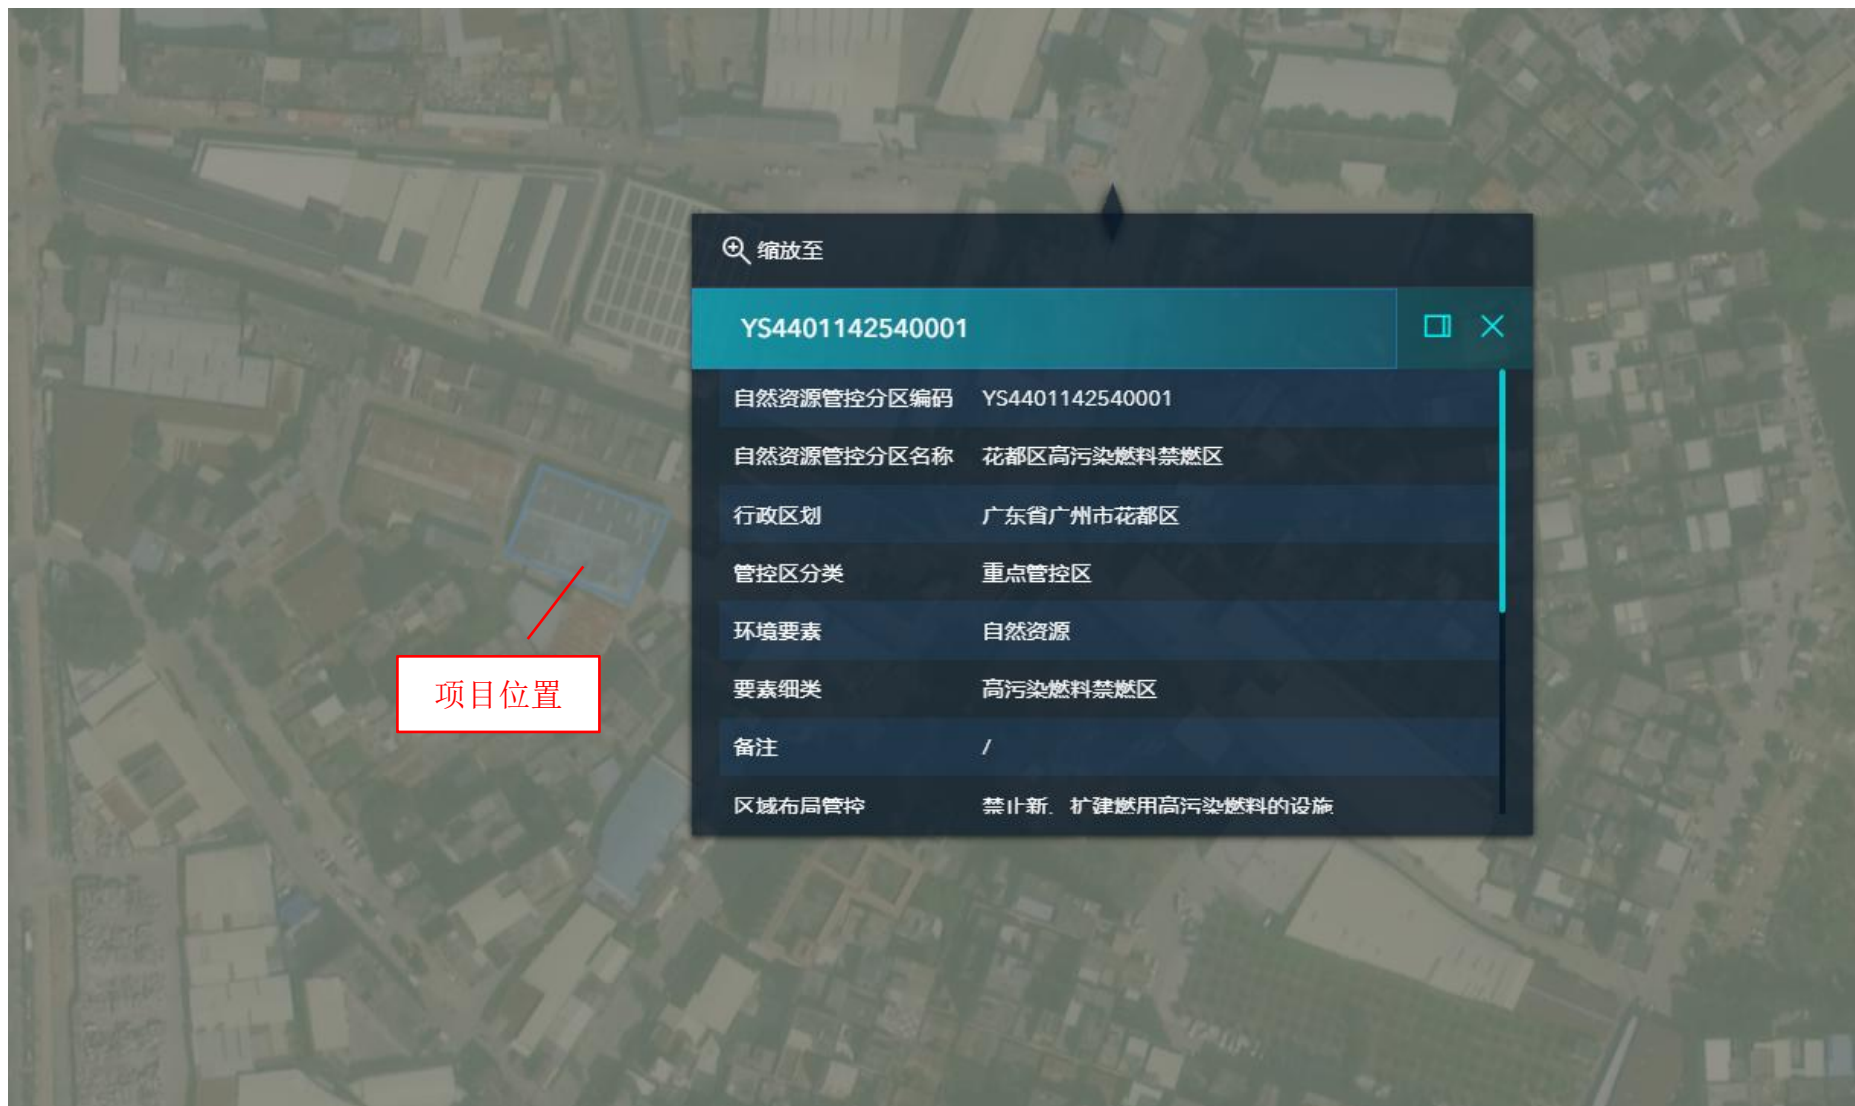 缩放至
YS4401142540001
自然资源管控分区编码 YS4401142540001
自然资源管控分区名称 花都区高污染燃料禁燃区
行政区划 广东省广州市花都区
管控区分类 重点管控区
环境要素 自然资源
要素细类 高污染燃料禁燃区
项目位置
备注 /
区域布局管控 禁止新、扩建燃用高污染燃料的设施